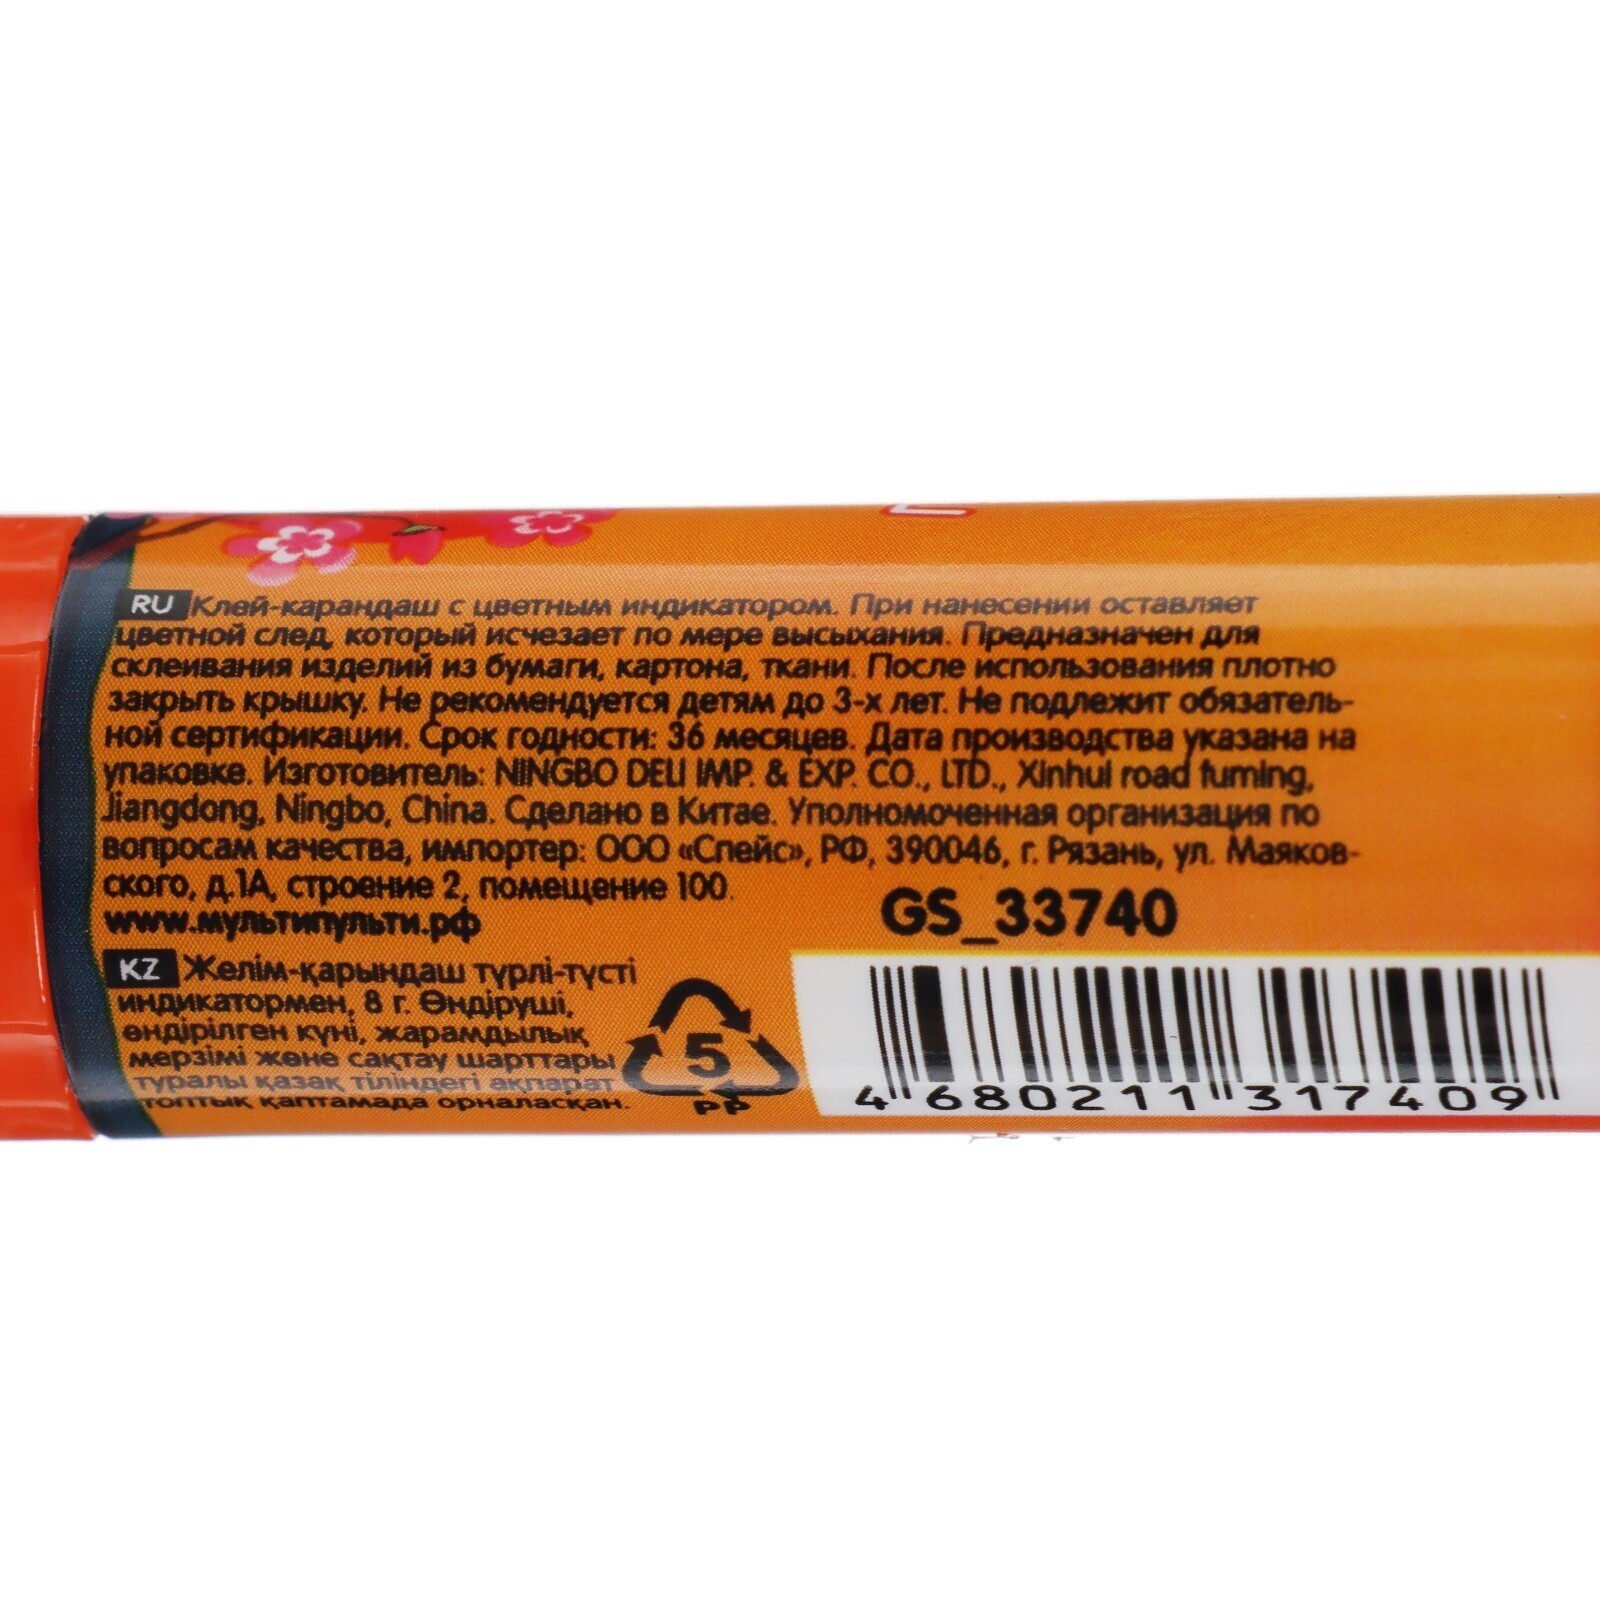 RU Клей-карандаш с цветным индикатором. При нанесении оставляет
цветной след, который исчезает по мере высыхания. Предназначен для
склеивания изделий из бумаги, картона, ткани. После использования плотно
закрыть крышку. Не рекомендуется детям до 3-х лет. Не подлежит обязатель-
ной сертификации. Срок годности: 36 месяцев. Дата производства указана на
упаковке. Изготовитель: NINGBO DELI IMP. & EXP. CO., LTD., Xinhui road fuming,
Jiangdong, Ningbo, China. Сделано в Китае. Уполномоченная организация по
вопросам качества, импортер: ООО «Спейс», РФ, 390046, г. Рязань, ул. Маяков-
ского, д.1А, строение 2, помещение 100.
www.мультипульти.рф
GS_33740
KZ Желім-қарындаш түрлі-түсті
индикатормен, 8 г. Өндіруші,
өндірілген күні, жарамдылық
мерзімі және сақтау шарттары
туралы қазақ тіліндегі ақпарат
топтық қаптамада орналасқан.
5
PP
4 680211 317409